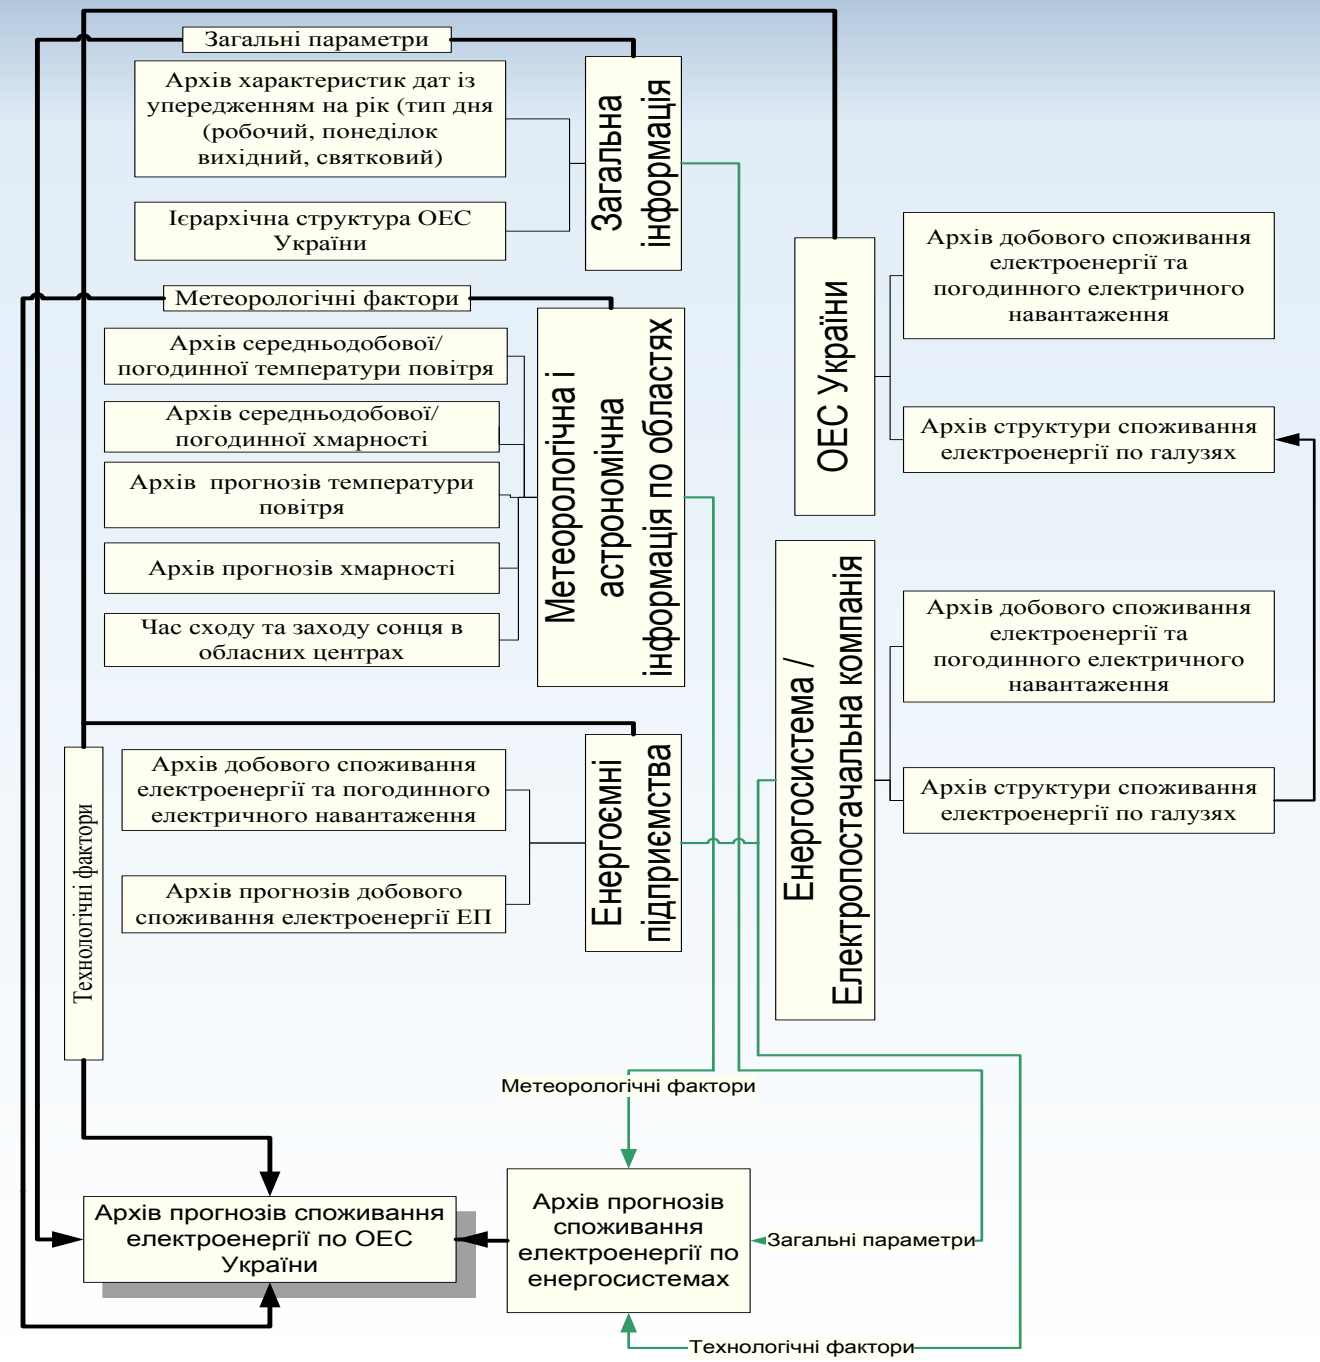 Загальні параметри
Архів характеристик дат із
упередженням на рік (тип дня
(робочий, понеділок
вихідний, святковий)
Ієрархічна структура ОЕС
України
Загальна
інформація
Метеорологічні фактори
Архів середньодобової/
погодинної температури повітря
Архів середньодобової/
погодинної хмарності
Архів прогнозів температури
повітря
Архів прогнозів хмарності
Час сходу та заходу сонця в
обласних центрах
Метеорологічна і
астрономічна
інформація по областях
ОЕС України
Архів добового споживання
електроенергії та
погодинного електричного
навантаження
Архів структури споживання
електроенергії по галузях
Енергосистема /
Електропостачальна компанія
Архів добового споживання
електроенергії та
погодинного електричного
навантаження
Архів структури споживання
електроенергії по галузях
Технологічні фактори
Архів добового споживання
електроенергії та погодинного
електричного навантаження
Архів прогнозів добового
споживання електроенергії ЕП
Енергоємні
підприємства
Метеорологічні фактори
Архів прогнозів споживання
електроенергії по ОЕС
України
Архів прогнозів
споживання
електроенергії по
енергосистемах
Загальні параметри
Технологічні фактори